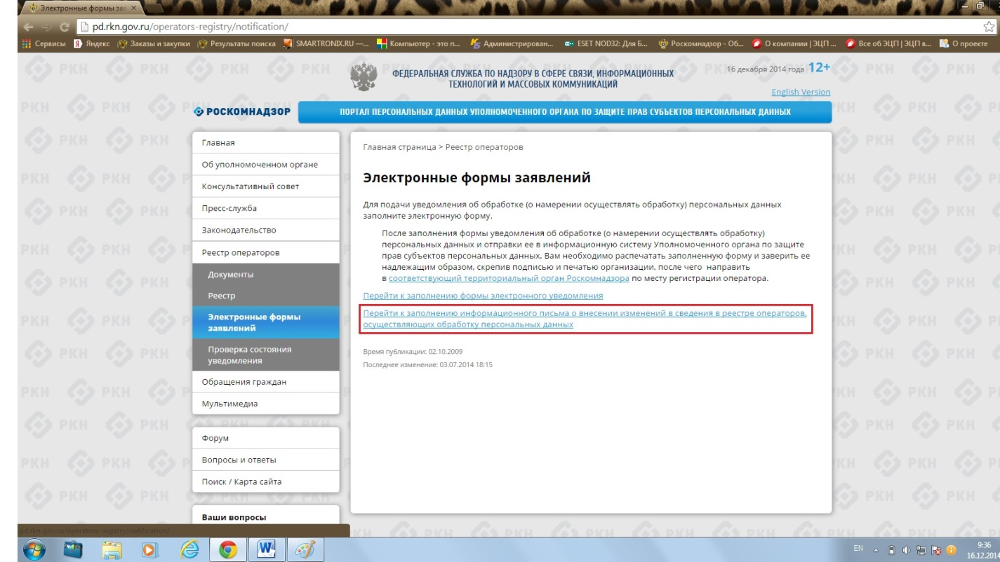 Электронные формы зая ×
pd.rkn.gov.ru/operators-registry/notification/
Сервисы Яндекс Заказы и закупки Результаты поиска SMARTRONIX.RU —... Компьютер - это п... Администрирован... ESET NOD32: Для Б... Роскомнадзор - Об... О компании | ЭЦП ... Все об ЭЦП | ЭЦП в... О проекте
ФЕДЕРАЛЬНАЯ СЛУЖБА ПО НАДЗОРУ В СФЕРЕ СВЯЗИ, ИНФОРМАЦИОННЫХ
ТЕХНОЛОГИЙ И МАССОВЫХ КОММУНИКАЦИЙ
16 декабря 2014 года 12+
English Version
РОСКОМНАДЗОР
ПОРТАЛ ПЕРСОНАЛЬНЫХ ДАННЫХ УПОЛНОМОЧЕННОГО ОРГАНА ПО ЗАЩИТЕ ПРАВ СУБЪЕКТОВ ПЕРСОНАЛЬНЫХ ДАННЫХ
Главная
Об уполномоченном органе
Консультативный совет
Пресс-служба
Законодательство
Реестр операторов
Документы
Реестр
Электронные формы
заявлений
Проверка состояния
уведомления
Обращения граждан
Мультимедиа
Форум
Вопросы и ответы
Поиск / Карта сайта
Ваши вопросы
Главная страница > Реестр операторов
Электронные формы заявлений
Для подачи уведомления об обработке (о намерении осуществлять обработку) персональных данных
заполните электронную форму.
После заполнения формы уведомления об обработке (о намерении осуществлять обработку)
персональных данных и отправки ее в информационную систему Уполномоченного органа по защите
прав субъектов персональных данных, Вам необходимо распечатать заполненную форму и заверить ее
надлежащим образом, скрепив подписью и печатью организации, после чего направить
в соответствующий территориальный орган Роскомнадзора по месту регистрации оператора.
Перейти к заполнению формы электронного уведомления
Перейти к заполнению информационного письма о внесении изменений в сведения в реестре операторов,
осуществляющих обработку персональных данных
Время публикации: 02.10.2009
Последнее изменение: 03.07.2014 18:15
pd.rkn.gov.ru/operators-registry/notification/
EN
9:36
16.12.2014